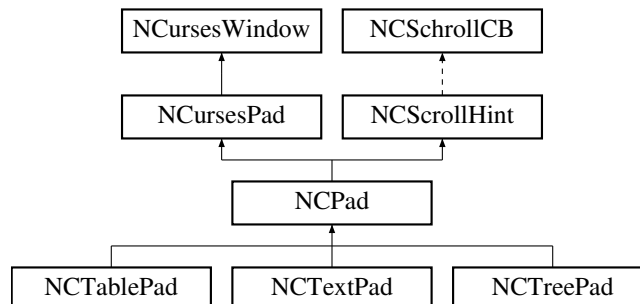 NCursesWindow NCSchrollCB
NCursesPad NCScrollHint
NCPad
NCTablePad NCTextPad NCTreePad